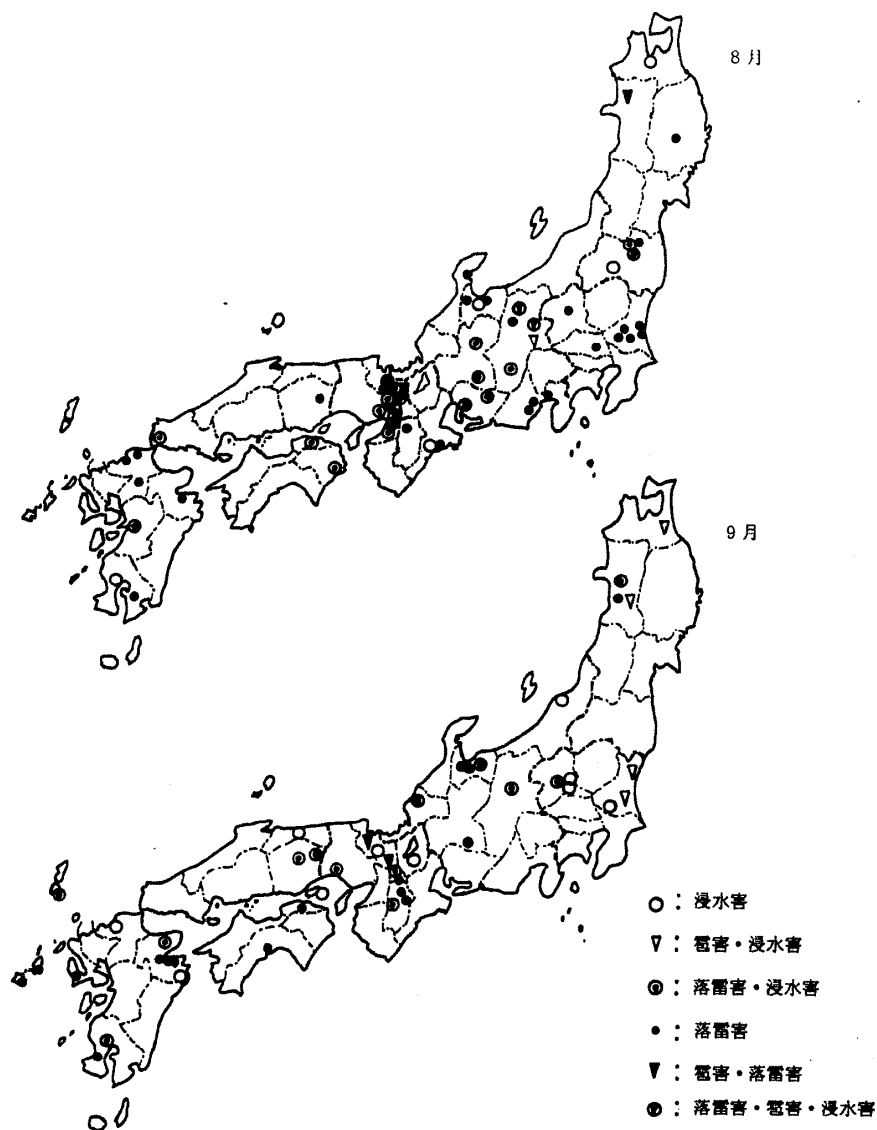 8月
9月
○ : 浸水害
▽ : 雹害・浸水害
◎ : 落雷害・浸水害
• : 落雷害
▼ : 雹害・落雷害
: 落雷害・雹害・浸水害